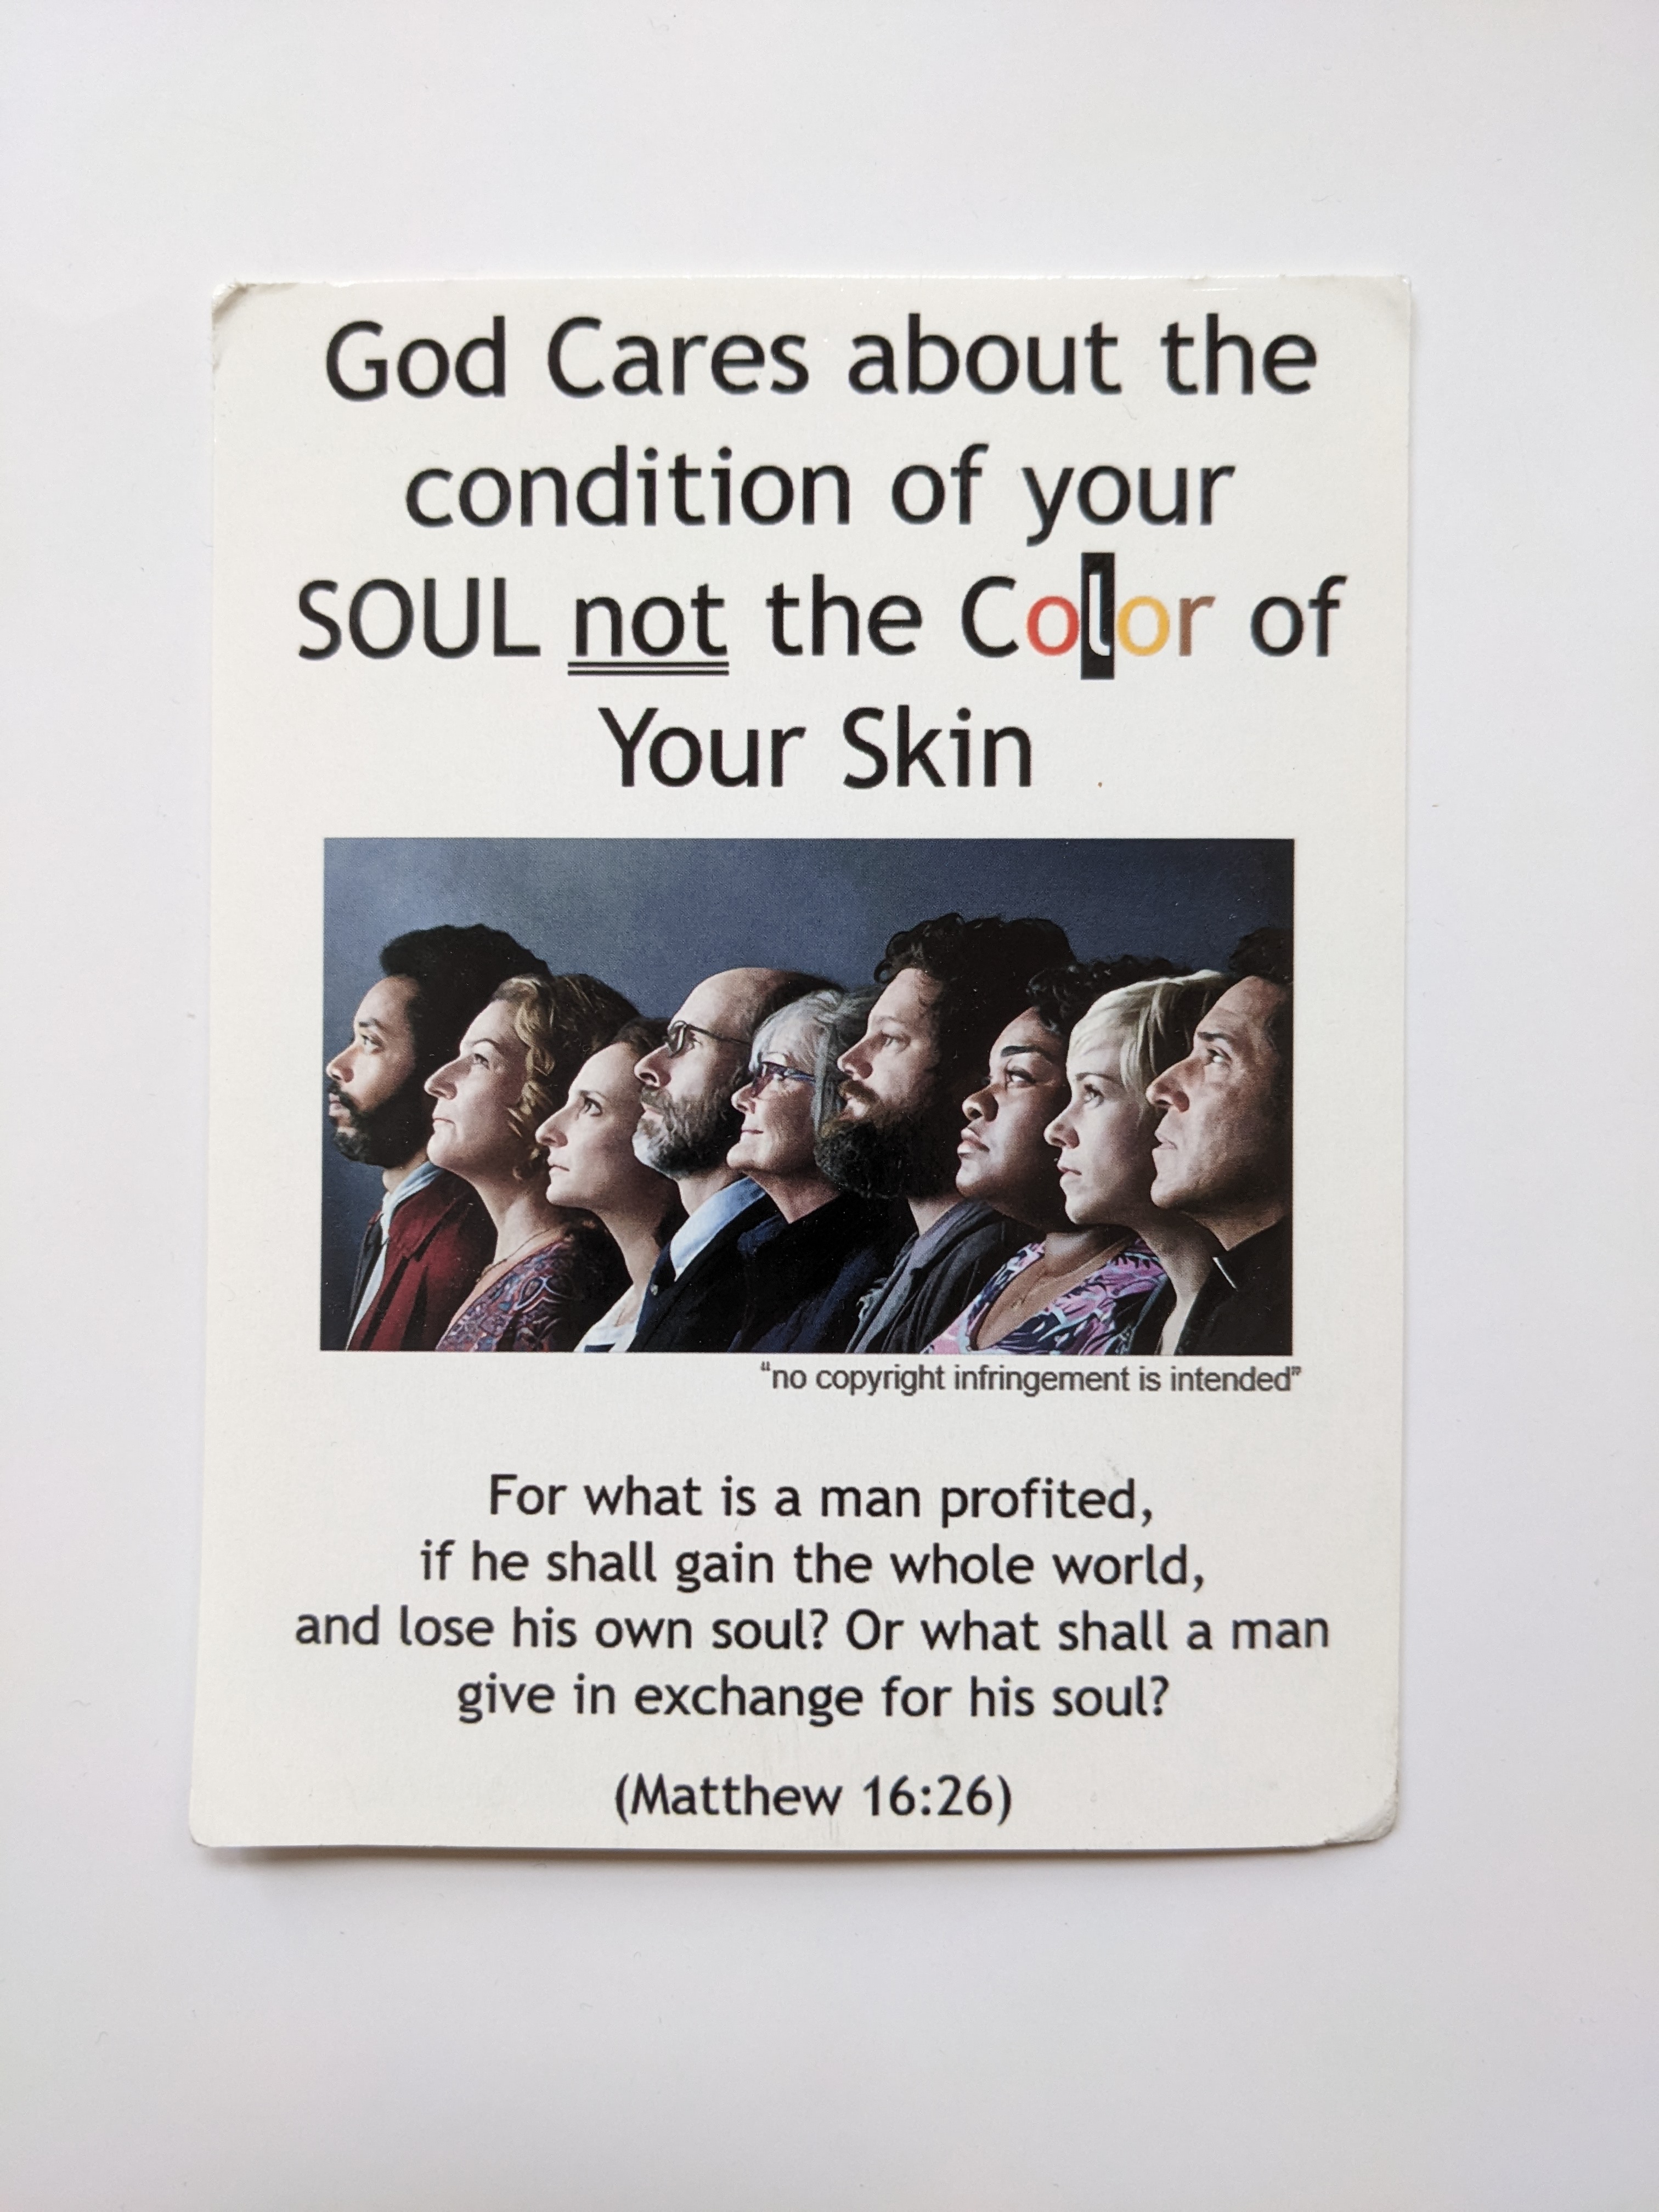 God Cares about the
condition of your
SOUL not the Color of
Your Skin
“no copyright infringement is intended”
For what is a man profited,
if he shall gain the whole world,
and lose his own soul? Or what shall a man
give in exchange for his soul?
(Matthew 16:26)